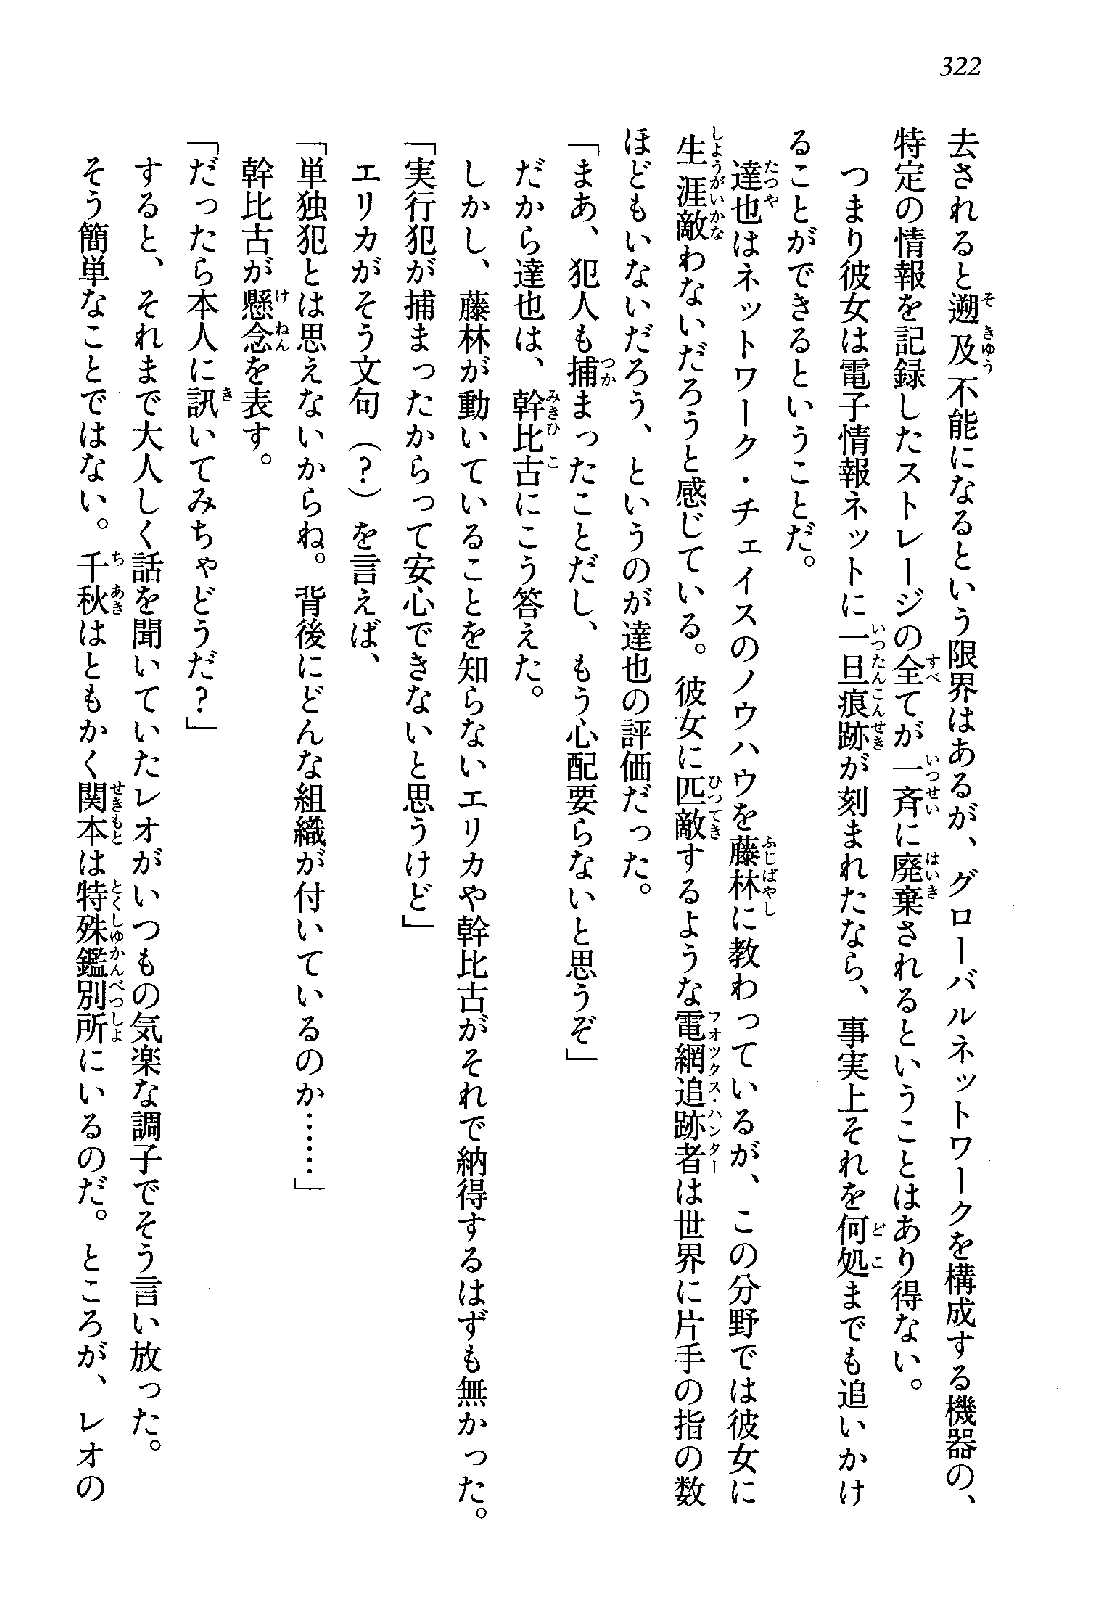 322
去されると遡及不能になるという限界はあるが、グローバルネットワークを構成する機器の、
特定の情報を記録したストレージの全てが一斉に廃棄されるということはあり得ない。
つまり彼女は電子情報ネットに一旦痕跡が刻まれたなら、事実上それを何処までも追いかけ
ることができるということだ。
達也はネットワーク・チェイスのノウハウを藤林に教わっているが、この分野では彼女に
生涯敵わないだろうと感じている。彼女に匹敵するような電網追跡者は世界に片手の指の数
ほどもいないだろう、というのが達也の評価だった。
「まあ、犯人も捕まったことだし、もう心配要らないと思うぞ」
だから達也は、幹比古にこう答えた。
しかし、藤林が動いていることを知らないエリカや幹比古がそれで納得するはずも無かった。
「実行犯が捕まったからって安心できないと思うけど」
エリカがそう文句（？）を言えば、
「単独犯とは思えないからね。背後にどんな組織が付いているのか……」
幹比古が懸念を表す。
「だったら本人に訊いてみちゃどうだ？」
すると、それまで大人しく話を聞いていたレオがいつもの気楽な調子でそう言い放った。
そう簡単なことではない。千秋はともかく関本は特殊鑑別所にいるのだ。ところが、レオの